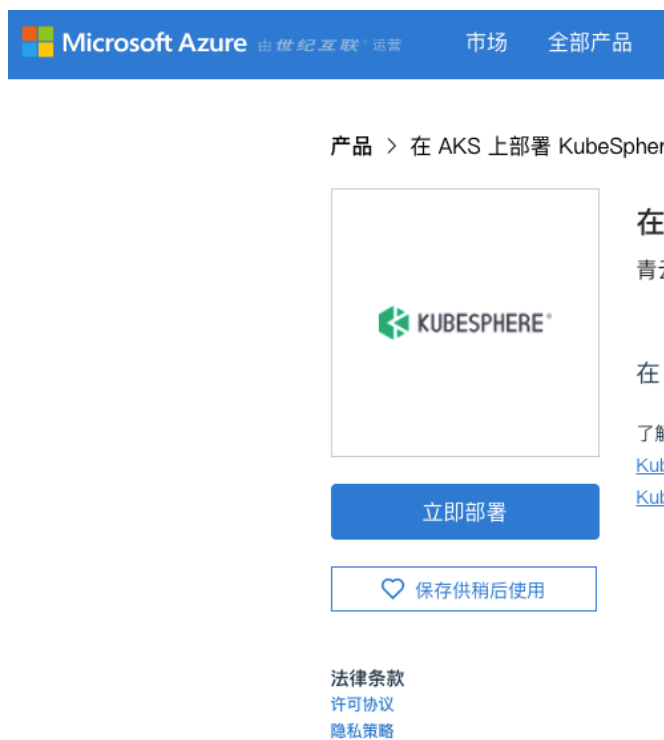 Microsoft Azure 由世纪互联运营 市场 全部产品
产品 > 在 AKS 上部署 KubeSpher
在
青云
KUBESPHERE®
在
了解
Kub
Kub
立即部署
保存供稍后使用
法律条款
许可协议
隐私策略